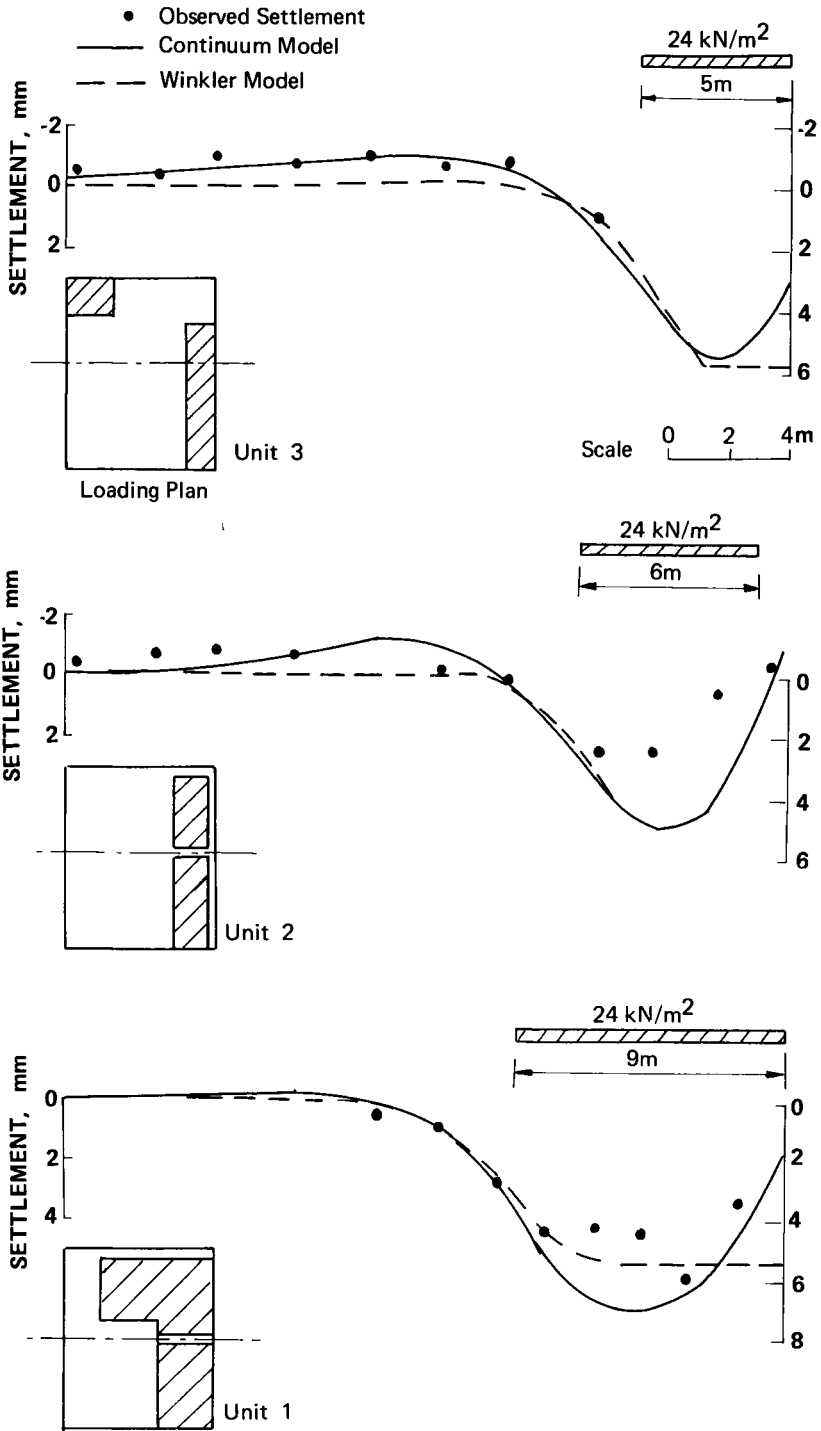 Observed Settlement
Continuum Model
Winkler Model
24 kN/m2
5m
SETTLEMENT, mm
-2
0
2
-2
0
2
4
6
Unit 3
Loading Plan
Scale
0 2 4m
24 kN/m2
6m
SETTLEMENT, mm
-2
0
2
0
2
4
6
Unit 2
24 kN/m2
9m
SETTLEMENT, mm
0
2
4
0
2
4
6
8
Unit 1